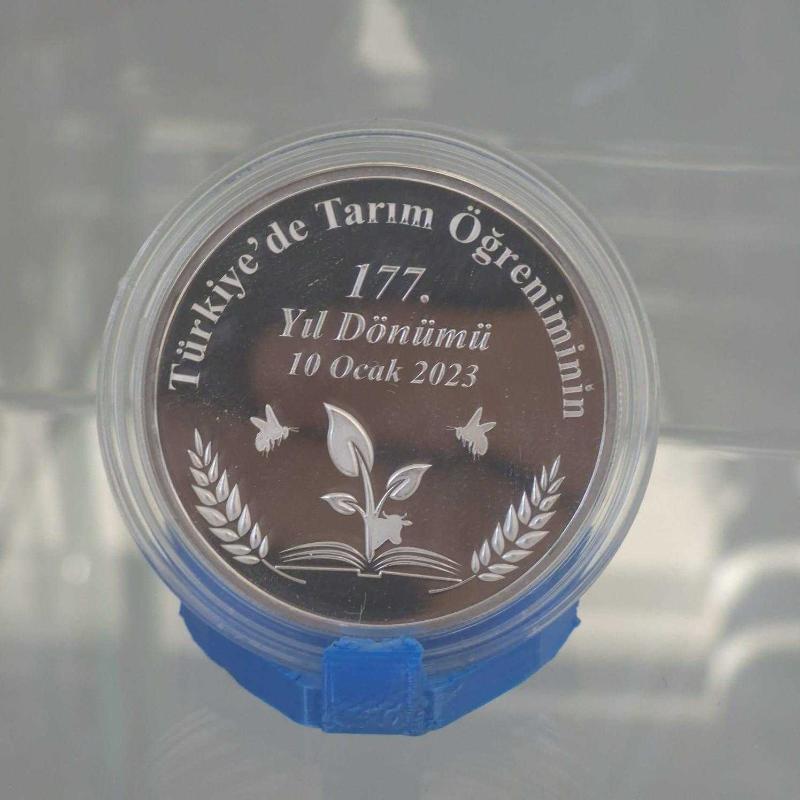 Türkiye'de Tarım Öğreniminin
177.
Yıl Dönümü
10 Ocak 2023